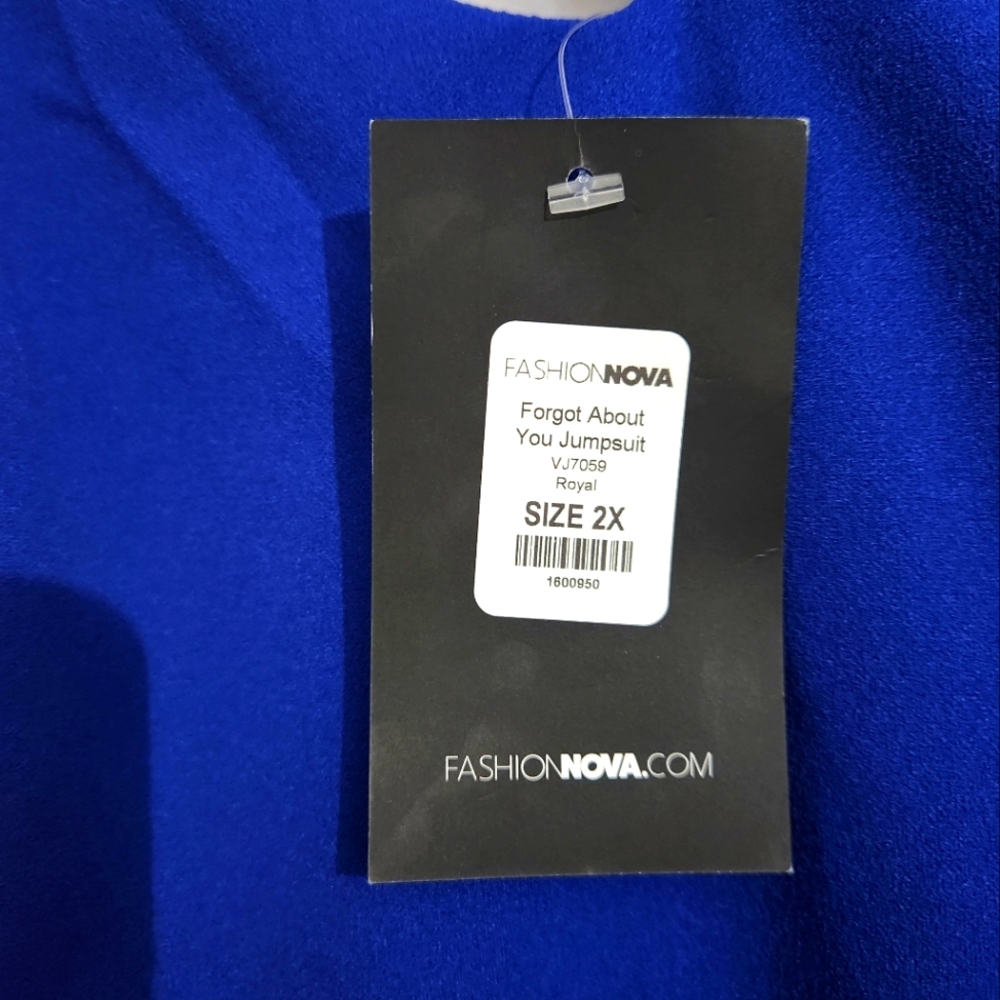 FASHIONNOVA
Forgot About
You Jumpsuit
VJ7059
Royal
SIZE 2X
1600950
FASHIONNOVA.COM